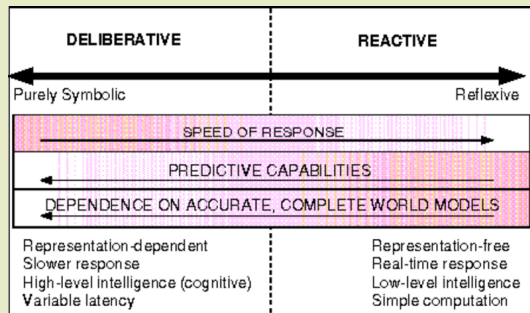 DELIBERATIVE
REACTIVE
Purely Symbolic
Reflexive
SPEED OF RESPONSE
PREDICTIVE CAPABILITIES
DEPENDENCE ON ACCURATE, COMPLETE WORLD MODELS
Representation-dependent
Slower response
High-level intelligence (cognitive)
Variable latency
Representation-free
Real-time response
Low-level intelligence
Simple computation